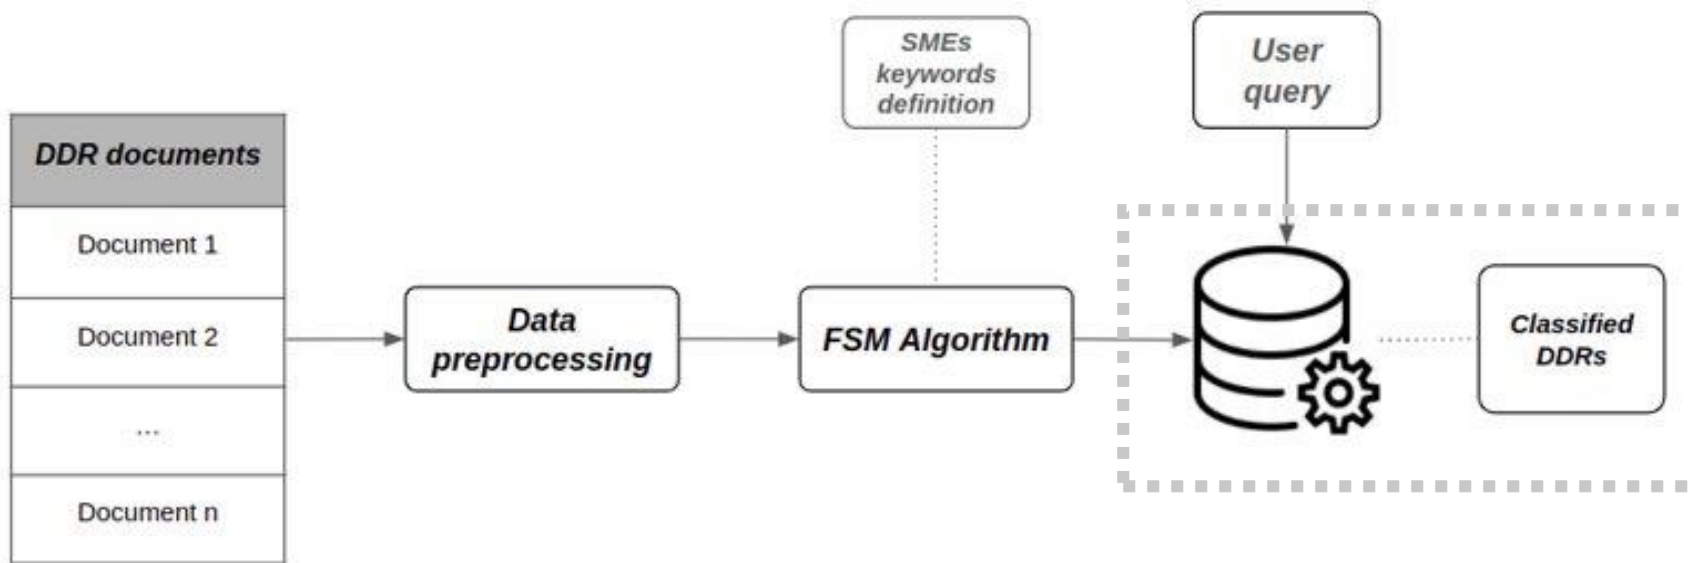 SMEs
keywords
definition
User
query
DDR documents
Document 1
Document 2
...
Document n
Data
preprocessing
FSM Algorithm
Classified
DDRs